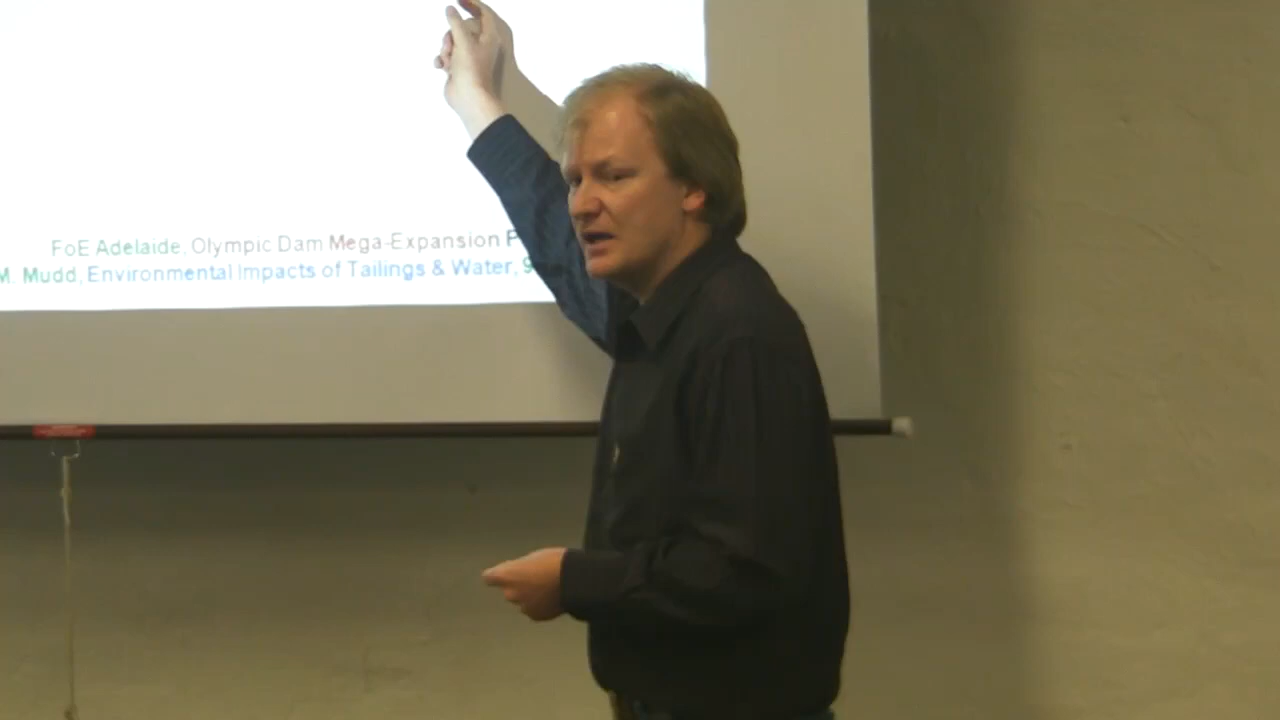 FoE Adelaide, Olympic Dam Mega-Expansion
M. Mudd, Environmental Impacts of Tailings & Water,